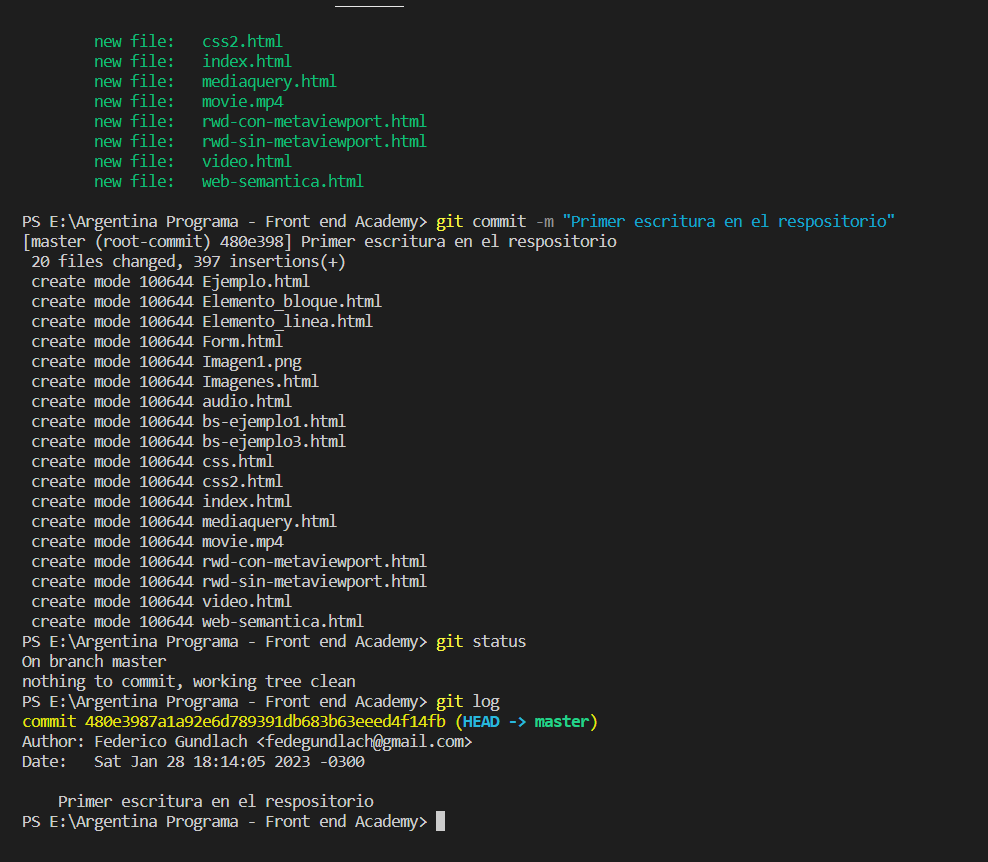 new file:   css2.html
new file:   index.html
new file:   mediaquery.html
new file:   movie.mp4
new file:   rwd-con-metaviewport.html
new file:   rwd-sin-metaviewport.html
new file:   video.html
new file:   web-semantica.html
PS E:\Argentina Programa - Front end Academy> git commit -m "Primer escritura en el respositorio"
[master (root-commit) 480e398] Primer escritura en el respositorio
20 files changed, 397 insertions(+)
create mode 100644 Ejemplo.html
create mode 100644 Elemento_bloque.html
create mode 100644 Elemento_linea.html
create mode 100644 Form.html
create mode 100644 Imagen1.png
create mode 100644 Imagenes.html
create mode 100644 audio.html
create mode 100644 bs-ejemplo1.html
create mode 100644 bs-ejemplo3.html
create mode 100644 css.html
create mode 100644 css2.html
create mode 100644 index.html
create mode 100644 mediaquery.html
create mode 100644 movie.mp4
create mode 100644 rwd-con-metaviewport.html
create mode 100644 rwd-sin-metaviewport.html
create mode 100644 video.html
create mode 100644 web-semantica.html
PS E:\Argentina Programa - Front end Academy> git status
On branch master
nothing to commit, working tree clean
PS E:\Argentina Programa - Front end Academy> git log
commit 480e3987a1a92e6d789391db683b63eeed4f14fb (HEAD -> master)
Author: Federico Gundlach <fedegundlach@gmail.com>
Date:   Sat Jan 28 18:14:05 2023 -0300
Primer escritura en el respositorio
PS E:\Argentina Programa - Front end Academy>